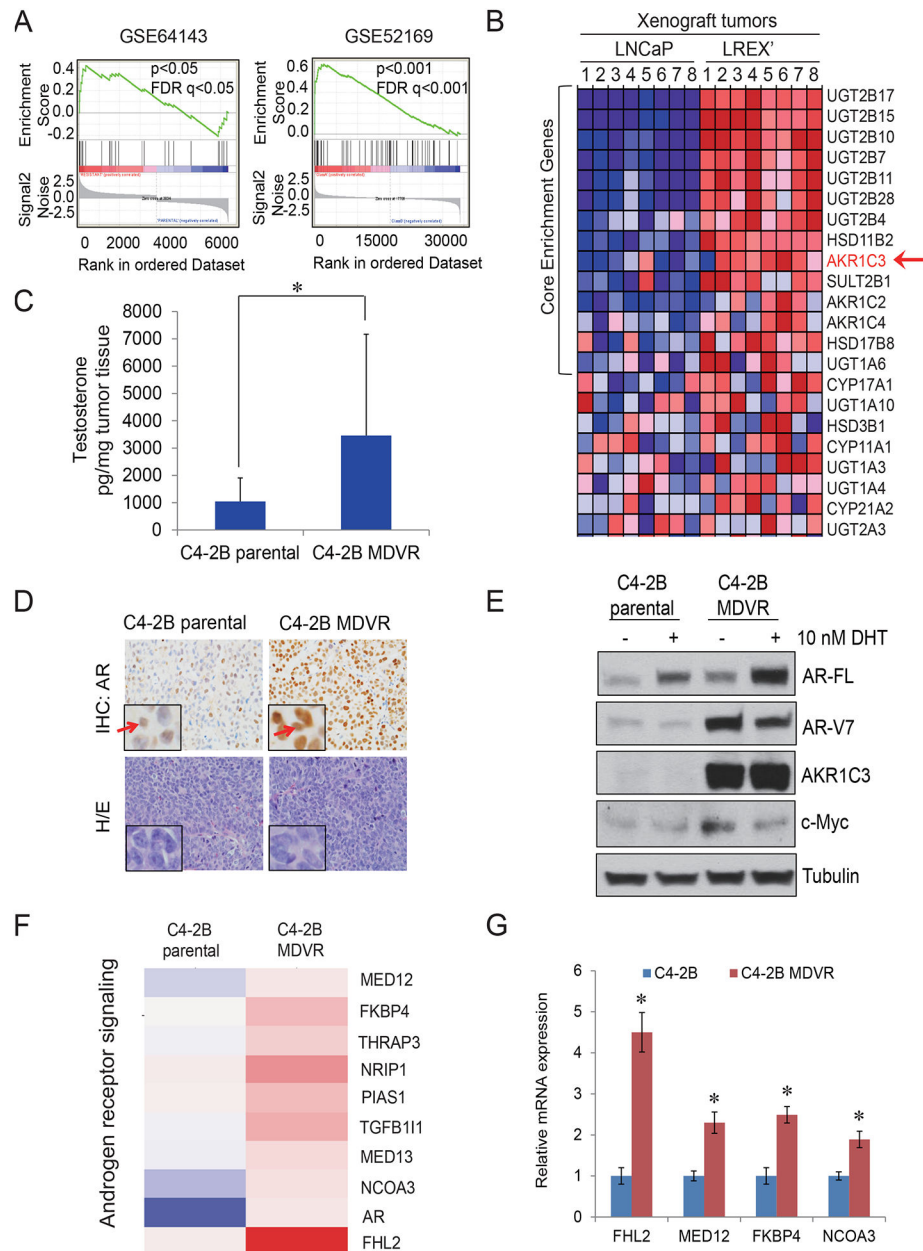 A
GSE64143
GSE52169
Enrichment
Score
0.4
0.2
0
-0.2
p<0.05
FDR q<0.05
Signal2
Noise
2.5
0.0
-2.5
0 2000 4000 6000
Rank in ordered Dataset
Enrichment
Score
0.6
0.4
0.2
0.0
p<0.001
FDR q<0.001
Signal2
Noise
2.5
0.0
-2.5
0 15000 30000
Rank in ordered Dataset
B
Xenograft tumors
LNCaP LREX’
1 2 3 4 5 6 7 8 1 2 3 4 5 6 7 8
Core Enrichment Genes
UGT2B17
UGT2B15
UGT2B10
UGT2B7
UGT2B11
UGT2B28
UGT2B4
HSD11B2
AKR1C3
SULT2B1
AKR1C2
AKR1C4
HSD17B8
UGT1A6
CYP17A1
UGT1A10
HSD3B1
CYP11A1
UGT1A3
UGT1A4
CYP21A2
UGT2A3
C
Testosterone
pg/mg tumor tissue
8000
7000
6000
5000
4000
3000
2000
1000
0
*
C4-2B parental C4-2B MDVR
D
C4-2B parental C4-2B MDVR
IHC: AR
H/E
E
C4-2B
parental
C4-2B
MDVR
- + - + 10 nM DHT
AR-FL
AR-V7
AKR1C3
c-Myc
Tubulin
F
C4-2B
parental
C4-2B
MDVR
Androgen receptor signaling
MED12
FKBP4
THRAP3
NRIP1
PIAS1
TGFB1I1
MED13
NCOA3
AR
FHL2
G
C4-2B C4-2B MDVR
Relative mRNA expression
6
5
4
3
2
1
0
* * * *
FHL2 MED12 FKBP4 NCOA3